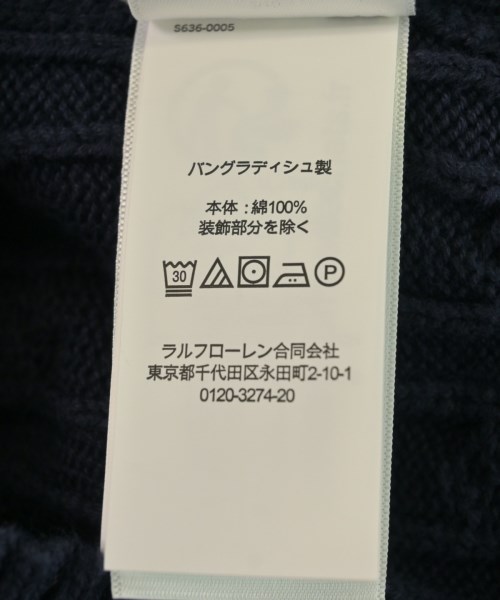 S636-0005
バングラディシュ製
本体 : 綿100%
装飾部分を除く
30
P
ラルフローレン合同会社
東京都千代田区永田町2-10-1
0120-3274-20